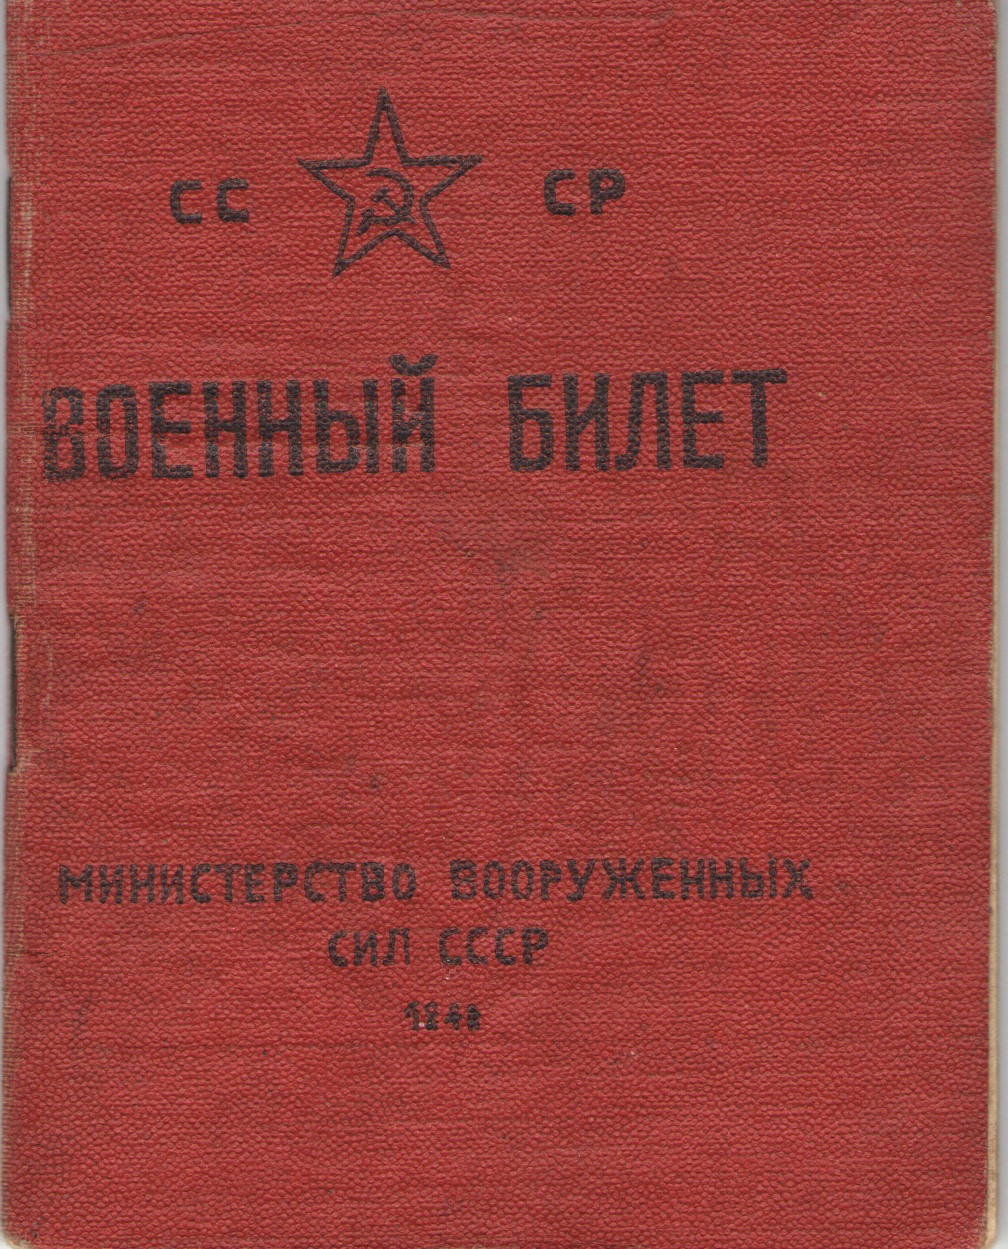 СС СР
ВОЕННЫЙ БИЛЕТ
МИНИСТЕРСТВО ВООРУЖЕННЫХ
СИЛ СССР